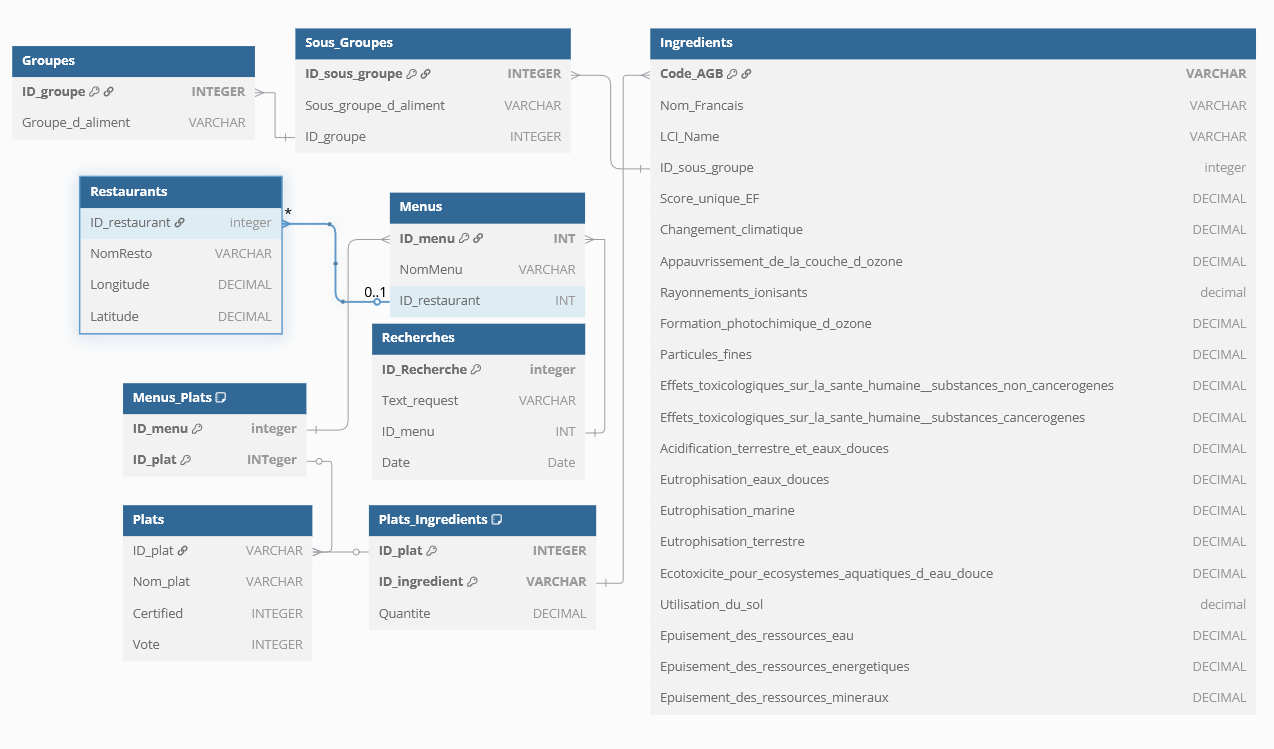 Groupes
ID_groupe INTEGER
Groupe_d_aliment VARCHAR
Sous_Groupes
ID_sous_groupe INTEGER
Sous_groupe_d_aliment VARCHAR
ID_groupe INTEGER
Restaurants
ID_restaurant integer
NomResto VARCHAR
Longitude DECIMAL
Latitude DECIMAL
*
0..1
Menus
ID_menu INT
NomMenu VARCHAR
ID_restaurant INT
Recherches
ID_Recherche integer
Text_request VARCHAR
ID_menu INT
Date Date
Menus_Plats
ID_menu integer
ID_plat INTeger
Plats
ID_plat VARCHAR
Nom_plat VARCHAR
Certified INTEGER
Vote INTEGER
Plats_Ingredients
ID_plat INTEGER
ID_ingredient VARCHAR
Quantite DECIMAL
Ingredients
Code_AGB VARCHAR
Nom_Francais VARCHAR
LCI_Name VARCHAR
ID_sous_groupe integer
Score_unique_EF DECIMAL
Changement_climatique DECIMAL
Appauvrissement_de_la_couche_d_ozone DECIMAL
Rayonnements_ionisants decimal
Formation_photochimique_d_ozone DECIMAL
Particules_fines DECIMAL
Effets_toxicologiques_sur_la_sante_humaine__substances_non_cancerogenes DECIMAL
Effets_toxicologiques_sur_la_sante_humaine__substances_cancerogenes DECIMAL
Acidification_terrestre_et_eaux_douces DECIMAL
Eutrophisation_eaux_douces DECIMAL
Eutrophisation_marine DECIMAL
Eutrophisation_terrestre DECIMAL
Ecotoxicite_pour_ecosystemes_aquatiques_d_eau_douce DECIMAL
Utilisation_du_sol decimal
Epuisement_des_ressources_eau DECIMAL
Epuisement_des_ressources_energetiques DECIMAL
Epuisement_des_ressources_mineraux DECIMAL